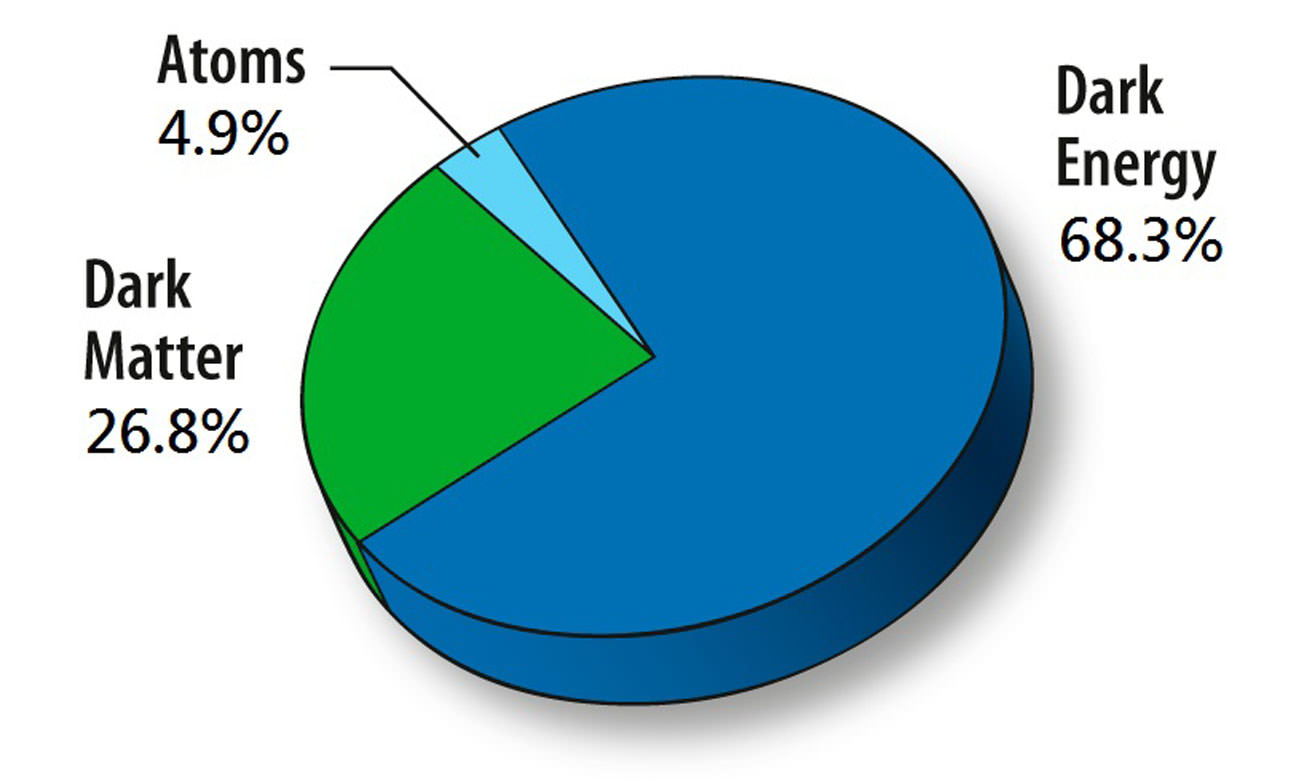 Atoms
4.9%
Dark
Energy
68.3%
Dark
Matter
26.8%